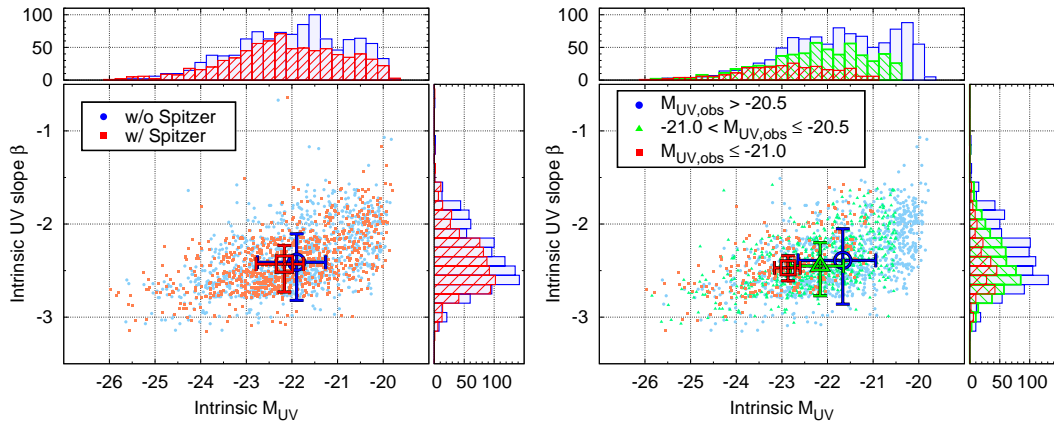 100
50
0
w/o Spitzer
w/ Spitzer
-1
-2
-3
Intrinsic UV slope β
-26 -25 -24 -23 -22 -21 -20
0 50 100
Intrinsic M_UV
100
50
0
M_UV,obs > -20.5
-21.0 < M_UV,obs ≤ -20.5
M_UV,obs ≤ -21.0
-1
-2
-3
Intrinsic UV slope β
-26 -25 -24 -23 -22 -21 -20
0 50 100
Intrinsic M_UV